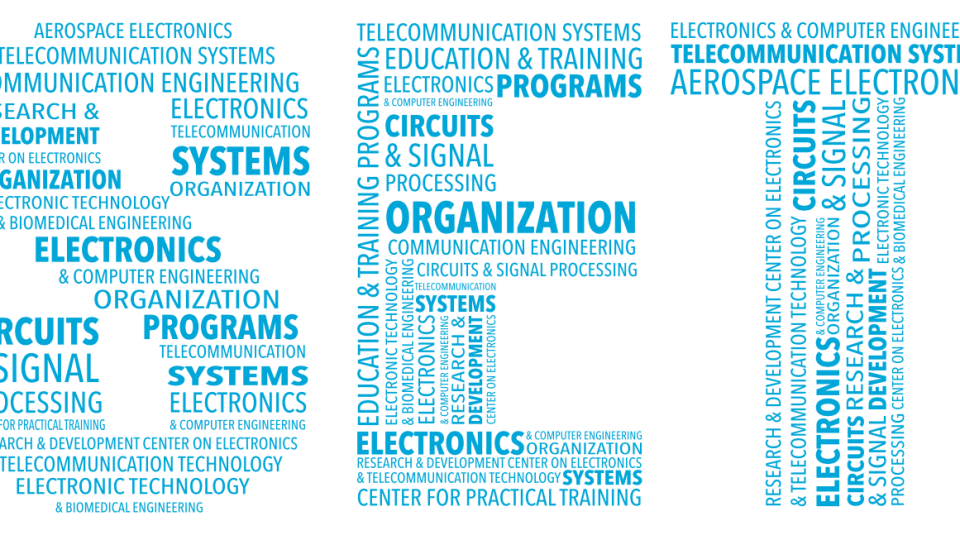 AEROSPACE ELECTRONICS
TELECOMMUNICATION SYSTEMS
OMMUNICATION ENGINEERING
SEARCH &
ELOPMENT
R ON ELECTRONICS
GANIZATION
ELECTRONICS
TELECOMMUNICATION
SYSTEMS
ORGANIZATION
ECTRONIC TECHNOLOGY
& BIOMEDICAL ENGINEERING
ELECTRONICS
& COMPUTER ENGINEERING
ORGANIZATION
RCUITS
SIGNAL
OCESSING
FOR PRACTICAL TRAINING
PROGRAMS
TELECOMMUNICATION
SYSTEMS
ELECTRONICS
& COMPUTER ENGINEERING
ARCH & DEVELOPMENT CENTER ON ELECTRONICS
TELECOMMUNICATION TECHNOLOGY
ELECTRONIC TECHNOLOGY
& BIOMEDICAL ENGINEERING
TELECOMMUNICATION SYSTEMS
EDUCATION & TRAINING PROGRAMS
EDUCATION & TRAINING
ELECTRONICS
& COMPUTER ENGINEERING
PROGRAMS
CIRCUITS
& SIGNAL
PROCESSING
ORGANIZATION
COMMUNICATION ENGINEERING
CIRCUITS & SIGNAL PROCESSING
ELECTRONIC TECHNOLOGY
& BIOMEDICAL ENGINEERING
TELECOMMUNICATION
SYSTEMS
ELECTRONICS
& COMPUTER ENGINEERING
RESEARCH &
DEVELOPMENT
CENTER ON ELECTRONICS
ELECTRONICS
& COMPUTER ENGINEERING
ORGANIZATION
RESEARCH & DEVELOPMENT CENTER ON ELECTRONICS
& TELECOMMUNICATION TECHNOLOGY SYSTEMS
CENTER FOR PRACTICAL TRAINING
ELECTRONICS & COMPUTER ENGINEE
TELECOMMUNICATION SYST
AEROSPACE ELECTRON
RESEARCH & DEVELOPMENT CENTER ON ELECTRONICS
& TELECOMMUNICATION TECHNOLOGY CIRCUITS
ELECTRONICS
& COMPUTER ENGINEERING
ORGANIZATION & SIGNAL
CIRCUITS RESEARCH & PROCESSING
& SIGNAL DEVELOPMENT ELECTRONIC TECHNOLOGY
PROCESSING CENTER ON ELECTRONICS & BIOMEDICAL ENGINEERING